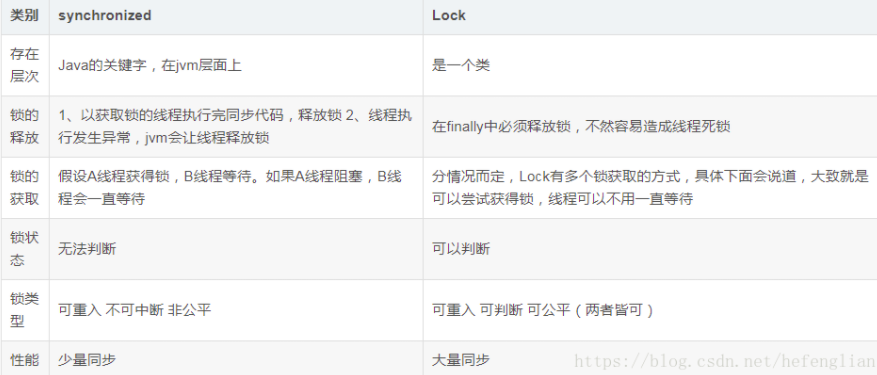 类别 synchronized Lock
存在
层次
Java的关键字，在jvm层面上
是一个类
锁的
释放
1、以获取锁的线程执行完同步代码，释放锁 2、线程执
行发生异常，jvm会让线程释放锁
在finally中必须释放锁，不然容易造成线程死锁
锁的
获取
假设A线程获得锁，B线程等待。如果A线程阻塞，B线
程会一直等待
分情况而定，Lock有多个锁获取的方式，具体下面会说道，大致就是
可以尝试获得锁，线程可以不用一直等待
锁状
态
无法判断
可以判断
锁类
型
可重入 不可中断 非公平
可重入 可判断 可公平（两者皆可）
性能 少量同步 大量同步
https://blog.csdn.net/hefenglian